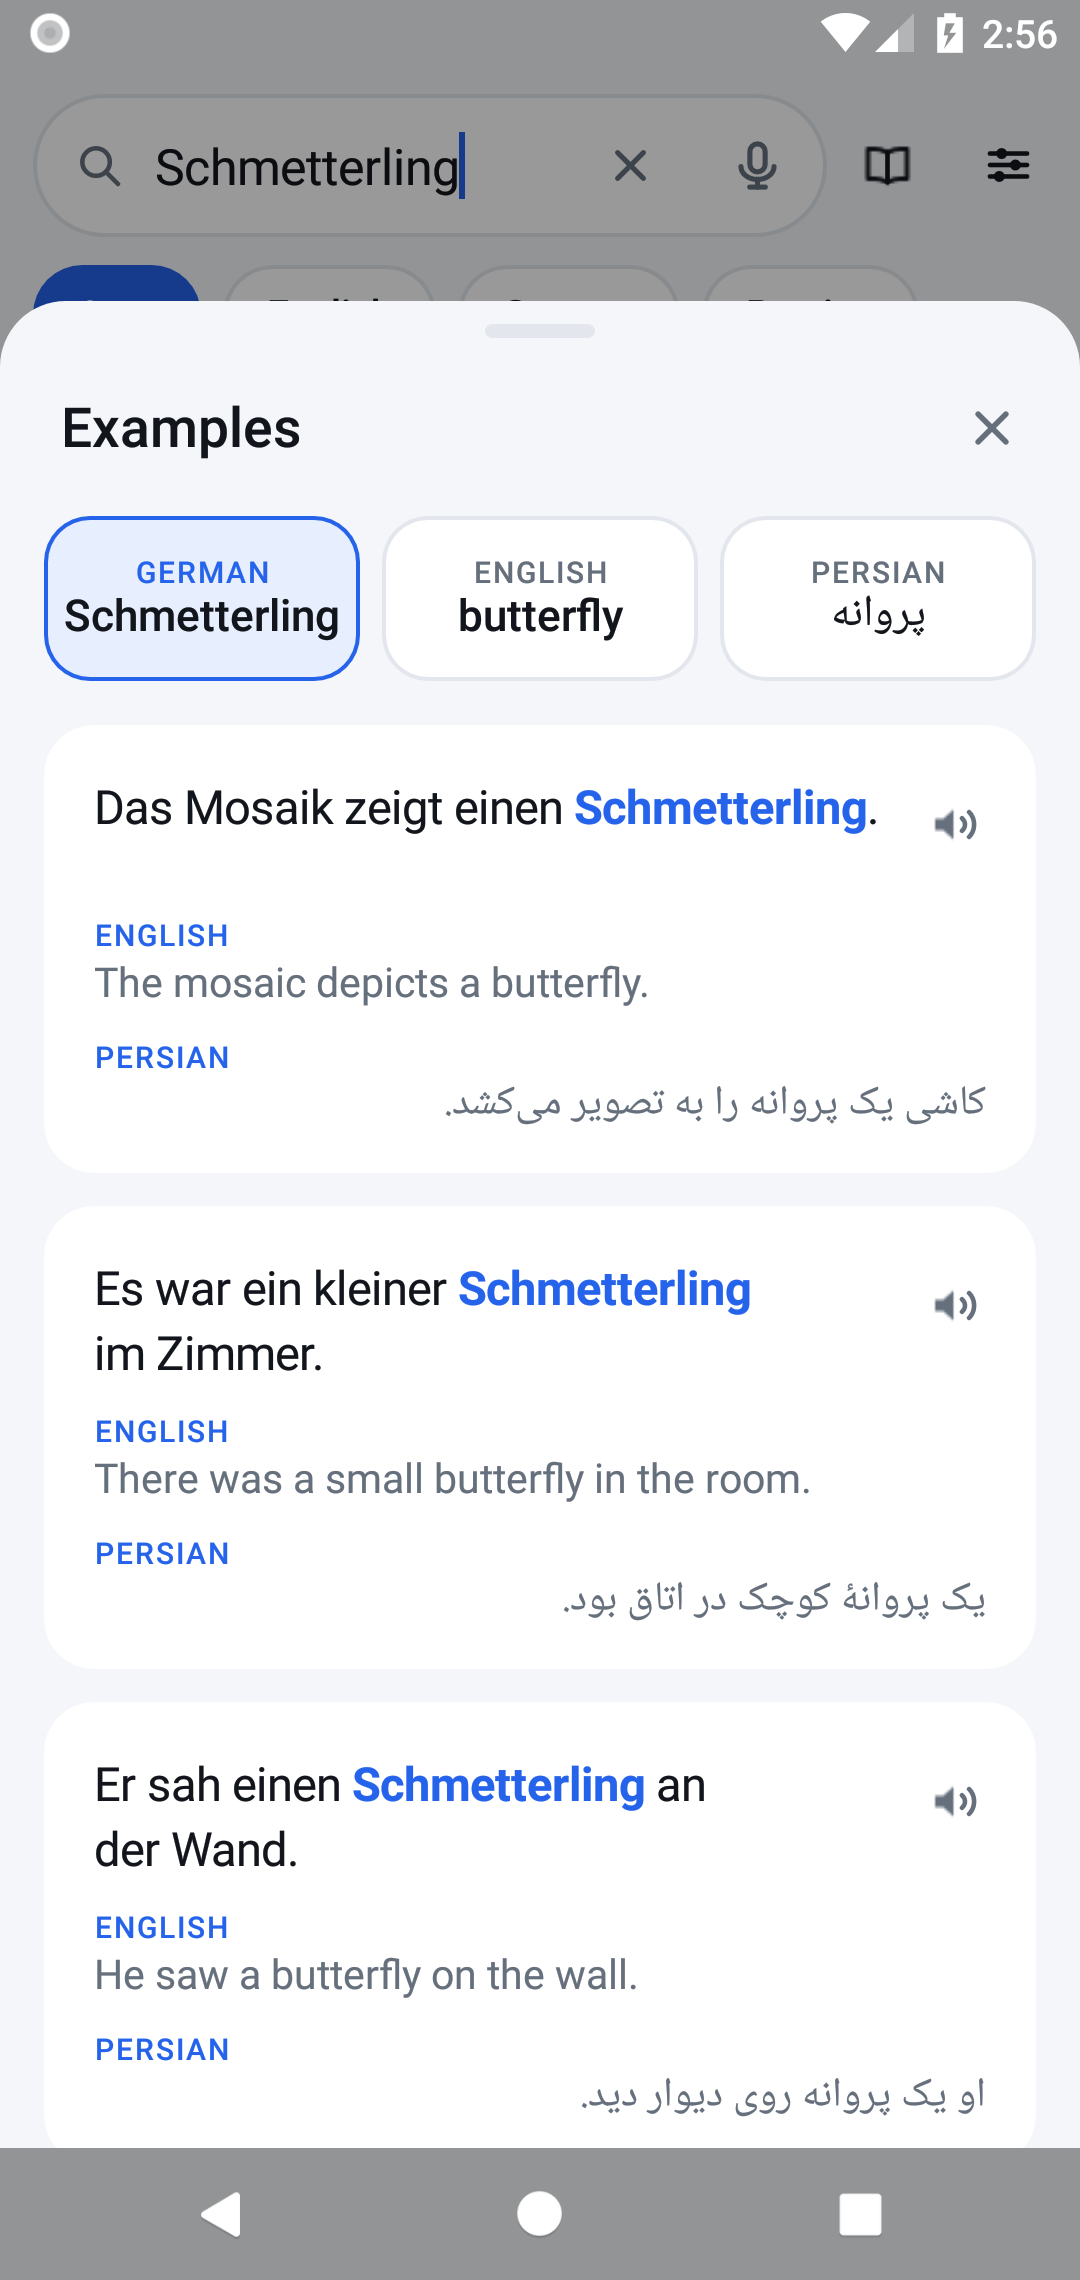 2:56
Schmetterling
Examples
GERMAN
Schmetterling
ENGLISH
butterfly
PERSIAN
پروانه
Das Mosaik zeigt einen Schmetterling.
ENGLISH
The mosaic depicts a butterfly.
PERSIAN
کاشی یک پروانه را به تصویر می‌کشد.
Es war ein kleiner Schmetterling
im Zimmer.
ENGLISH
There was a small butterfly in the room.
PERSIAN
یک پروانهٔ کوچک در اتاق بود.
Er sah einen Schmetterling an
der Wand.
ENGLISH
He saw a butterfly on the wall.
PERSIAN
او یک پروانه روی دیوار دید.